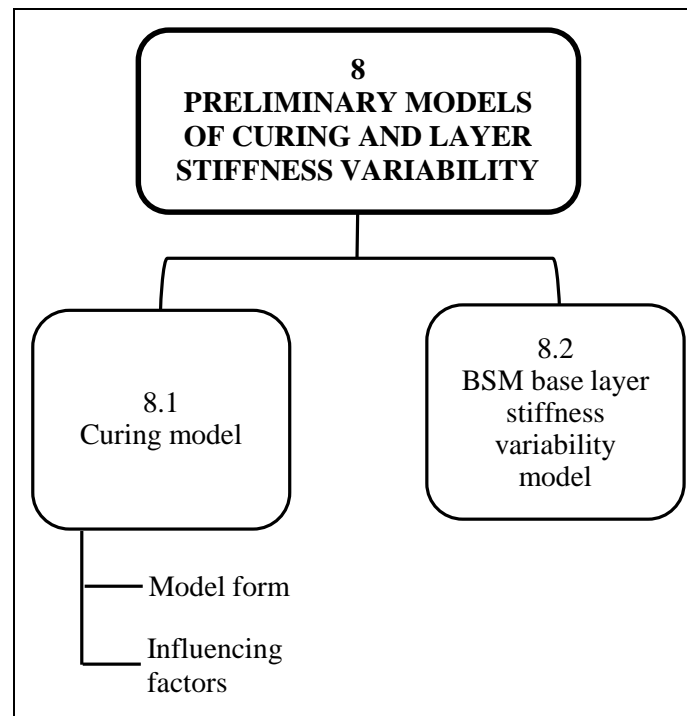 8
PRELIMINARY MODELS
OF CURING AND LAYER
STIFFNESS VARIABILITY
8.1
Curing model
8.2
BSM base layer
stiffness
variability
model
Model form
Influencing
factors